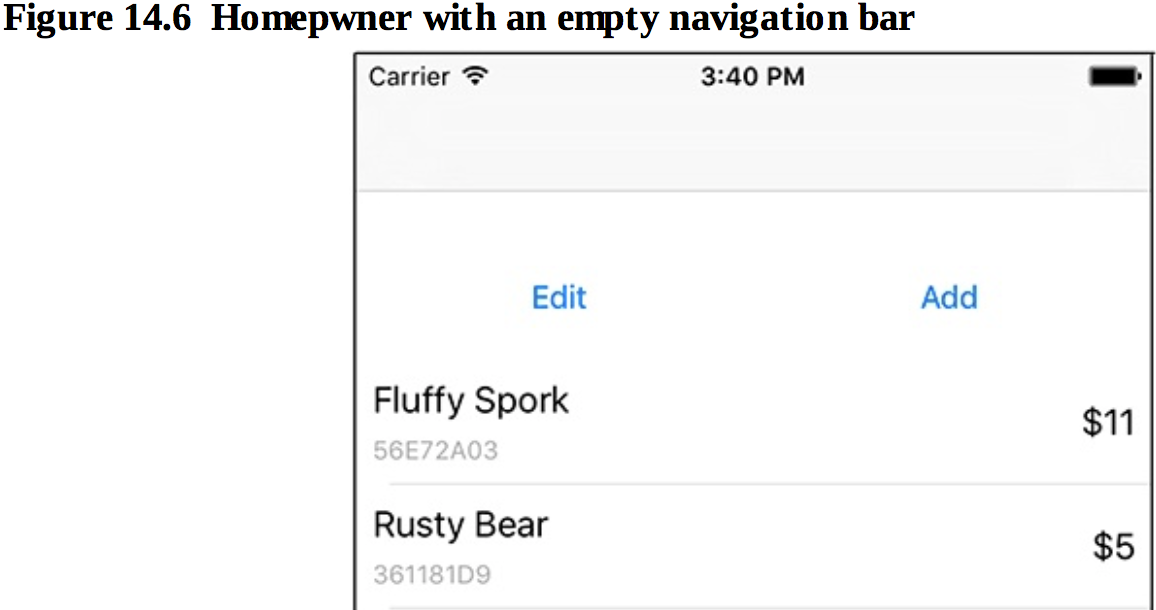 Figure 14.6 Homepwner with an empty navigation bar
Carrier 3:40 PM
Edit Add
Fluffy Spork
$11
56E72A03
Rusty Bear
$5
361181D9